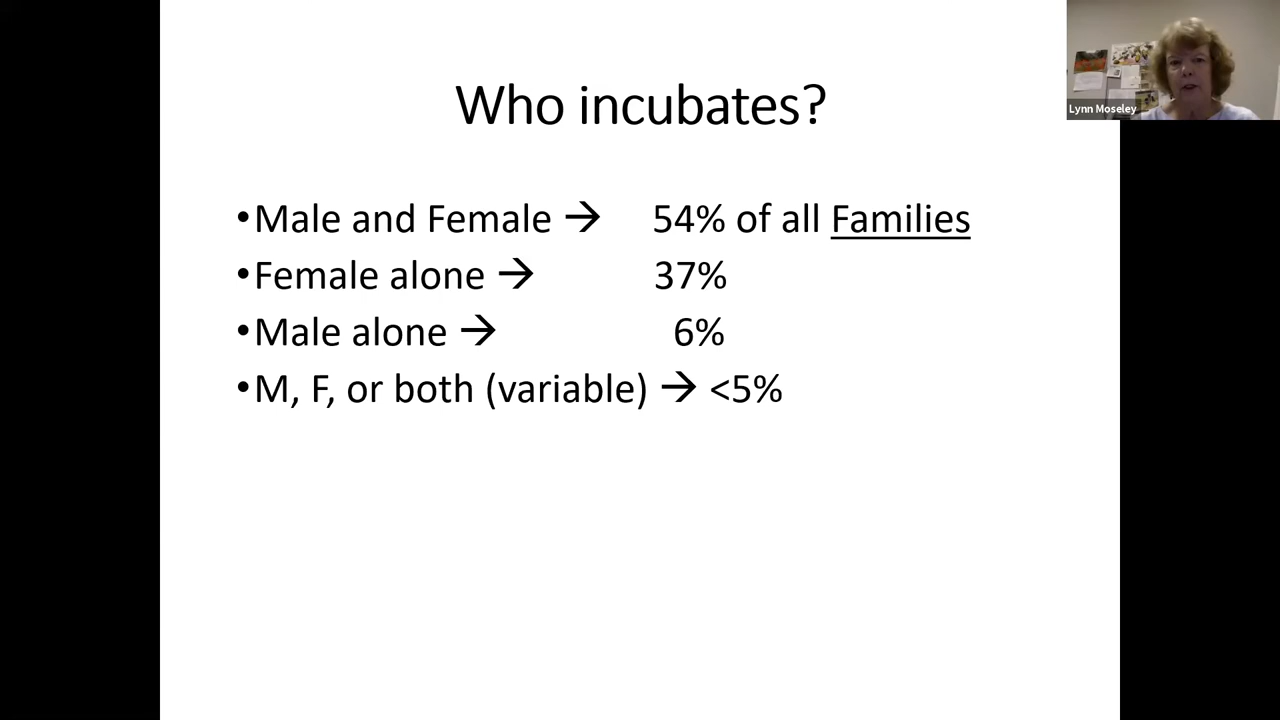 Who incubates?
Lynn Moseley
•Male and Female → 54% of all Families
•Female alone → 37%
•Male alone → 6%
•M, F, or both (variable) → <5%